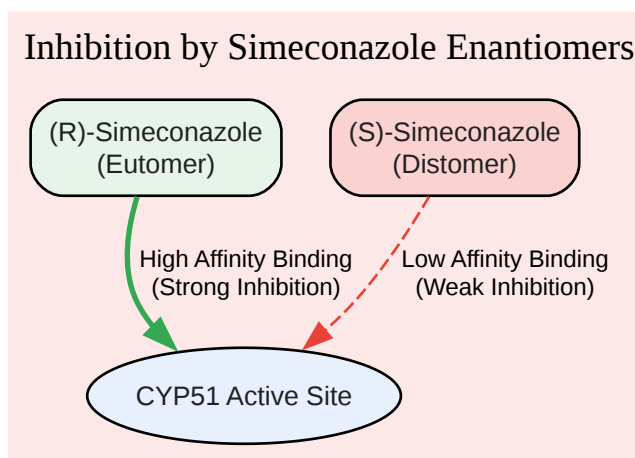 Inhibition by Simeconazole Enantiomers
(R)-Simeconazole
(Eutomer)
(S)-Simeconazole
(Distomer)
High Affinity Binding
(Strong Inhibition)
Low Affinity Binding
(Weak Inhibition)
CYP51 Active Site